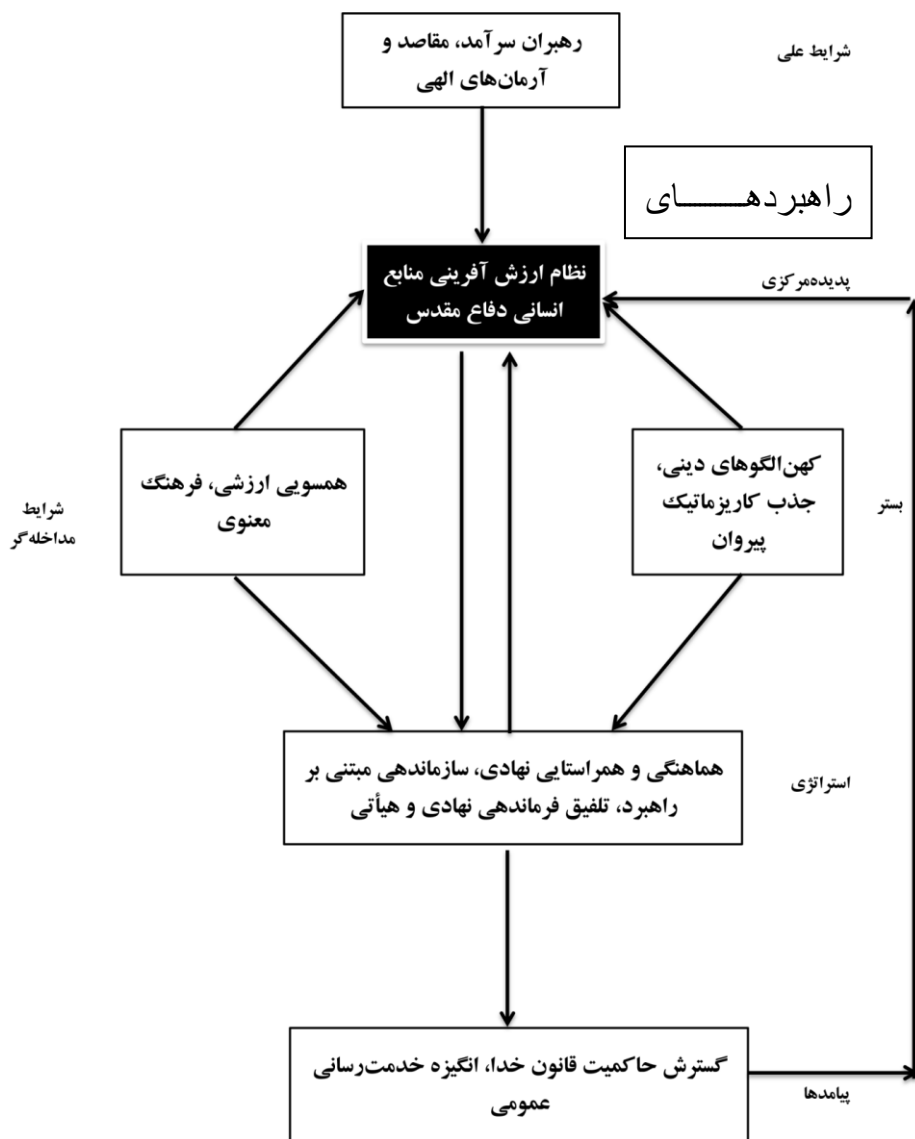 رهبران سرآمد، مقاصد و
آرمان‌های الهی
شرایط علی
راهبردهــــــای
نظام ارزش آفرینی منابع
انسانی دفاع مقدس
پدیده‌مرکزی
کهن‌الگوهای دینی،
جذب کاریزماتیک
پیروان
بستر
همسویی ارزشی، فرهنگ
معنوی
شرایط
مداخله‌گر
هماهنگی و همراستایی نهادی، سازماندهی مبتنی بر
راهبرد، تلفیق فرماندهی نهادی و هیأتی
استراتژی
گسترش حاکمیت قانون خدا، انگیزه خدمت‌رسانی
عمومی
پیامدها